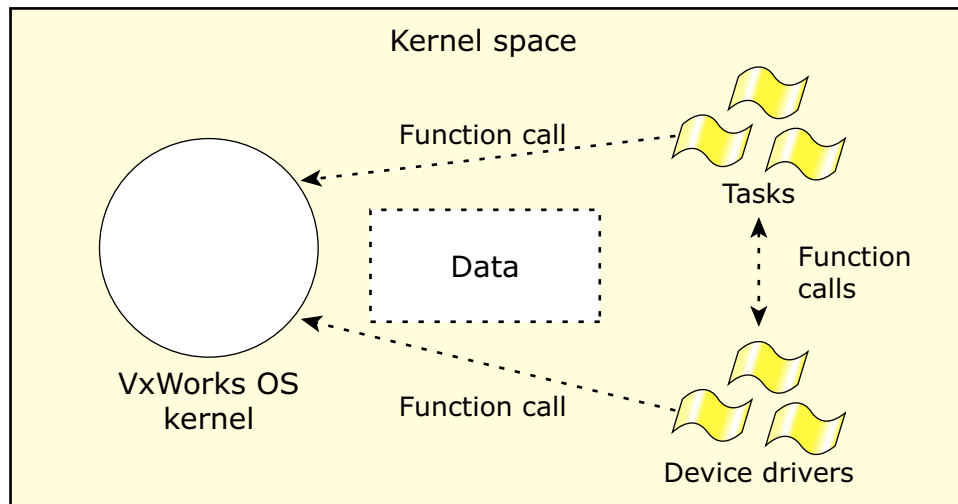 Kernel space
Function call
Tasks
Data
Function
calls
VxWorks OS
kernel
Function call
Device drivers